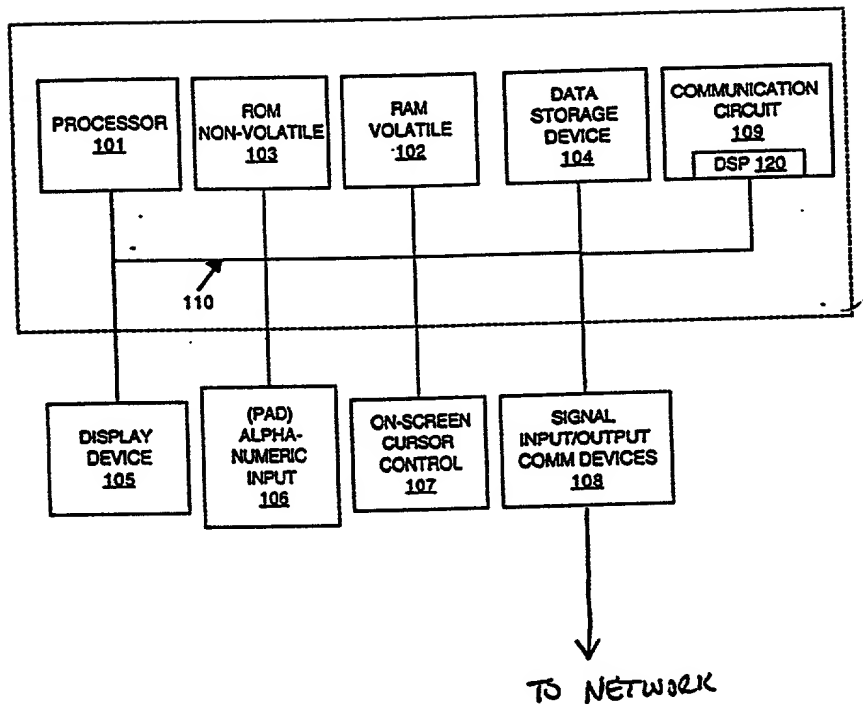 PROCESSOR
101
ROM
NON-VOLATILE
103
RAM
VOLATILE
102
DATA
STORAGE
DEVICE
104
COMMUNICATION
CIRCUIT
109
DSP 120
110
DISPLAY
DEVICE
105
(PAD)
ALPHA-
NUMERIC
INPUT
106
ON-SCREEN
CURSOR
CONTROL
107
SIGNAL
INPUT/OUTPUT
COMM DEVICES
108
TO NETWORK